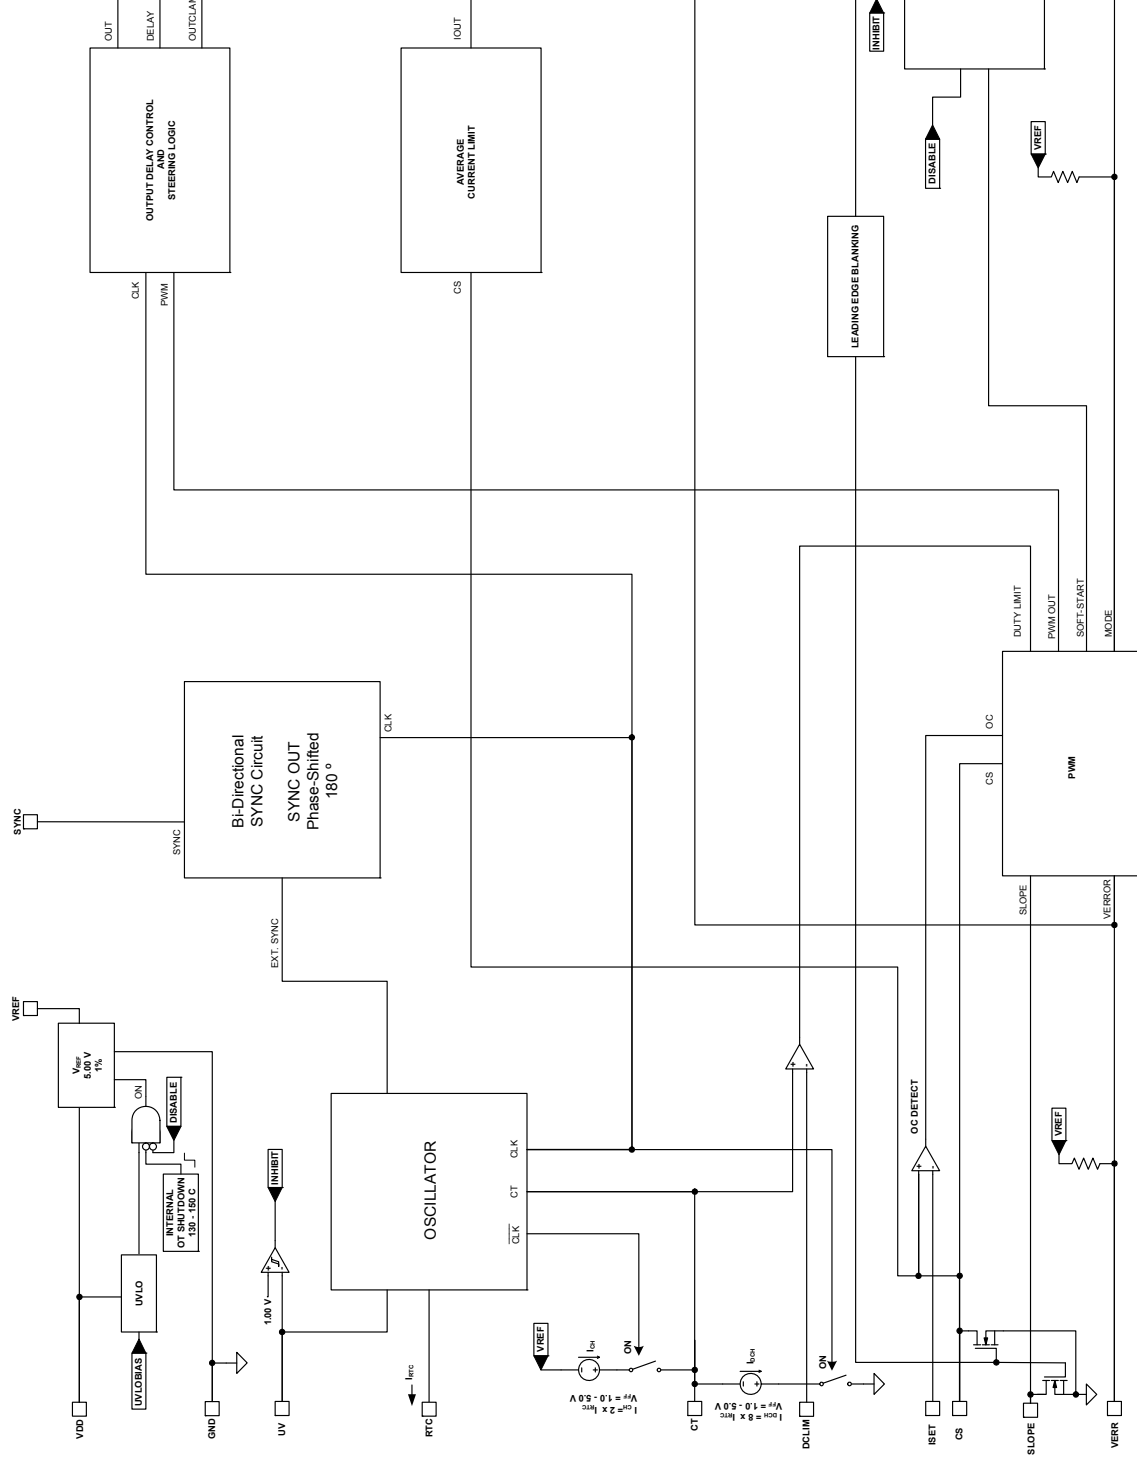 OUT
DELAY
OUTCLAM
OUTPUT DELAY CONTROL
AND
STEERING LOGIC
CLK
PWM
IOUT
AVERAGE
CURRENT LIMIT
CS
INHIBIT
DISABLE
VREF
LEADING EDGE BLANKING
SYNC
SYNC
Bi-Directional
SYNC Circuit
SYNC OUT
Phase-Shifted
180 º
CLK
EXT. SYNC
DUTY LIMIT
PWM OUT
SOFT-START
MODE
OC
CS
PWM
SLOPE
VERROR
VREF
VREF
5.00 V
1%
ON
DISABLE
INTERNAL
OT SHUTDOWN
130 - 150 C
UVLO
UVLOBIAS
VDD
GND
1.00 V
+
-
INHIBIT
UV
OSCILLATOR
CLK
CT
CLK
IRTC
RTC
VREF
ICH
ON
I CH = 2 x IRTC
VFF = 1.0 - 5.0 V
CT
IDCH
ON
I DCH = 8 x IRTC
VFF = 1.0 - 5.0 V
DCLIM
+
-
OC DETECT
+
-
ISET
CS
VREF
SLOPE
VERR